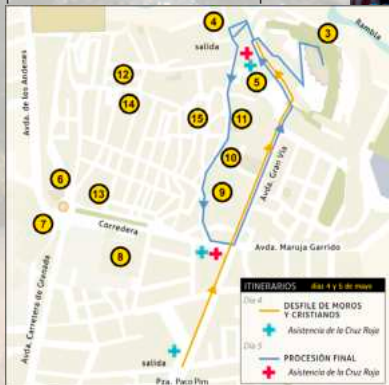 4
3
Rambla
salida
5
12
14
15
11
10
9
6
13
7
8
Avda. de los Andenes
Avda. Gran Vía
Corredera
Avda. Maruja Garrido
Avda. Carretera de Granada
salida
Pza. Paco Pim
ITINERARIOS días 4 y 5 de mayo
Día 4
DESFILE DE MOROS
Y CRISTIANOS
Asistencia de la Cruz Roja
Día 5
PROCESIÓN FINAL
Asistencia de la Cruz Roja